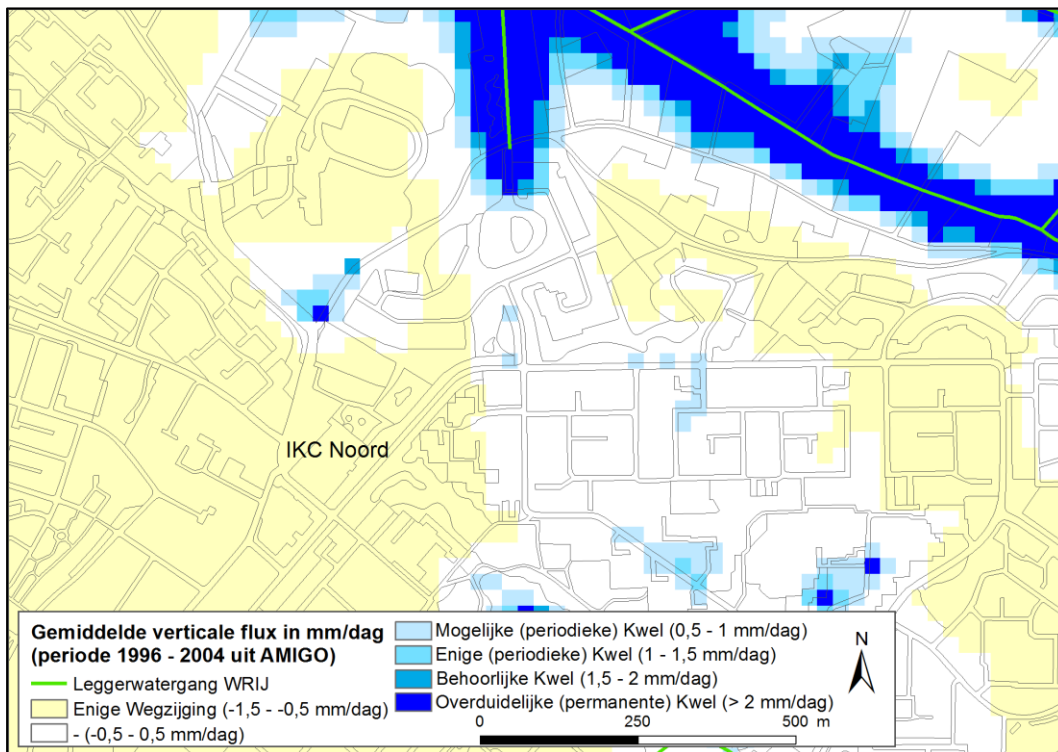 IKC Noord
Gemiddelde verticale flux in mm/dag
(periode 1996 - 2004 uit AMIGO)
Leggerwatergang WRIJ
Enige Wegzijging (-1,5 - -0,5 mm/dag)
- (-0,5 - 0,5 mm/dag)
Mogelijke (periodieke) Kwel (0,5 - 1 mm/dag)
Enige (periodieke) Kwel (1 - 1,5 mm/dag)
Behoorlijke Kwel (1,5 - 2 mm/dag)
Overduidelijke (permanente) Kwel (> 2 mm/dag)
N
0 250 500 m